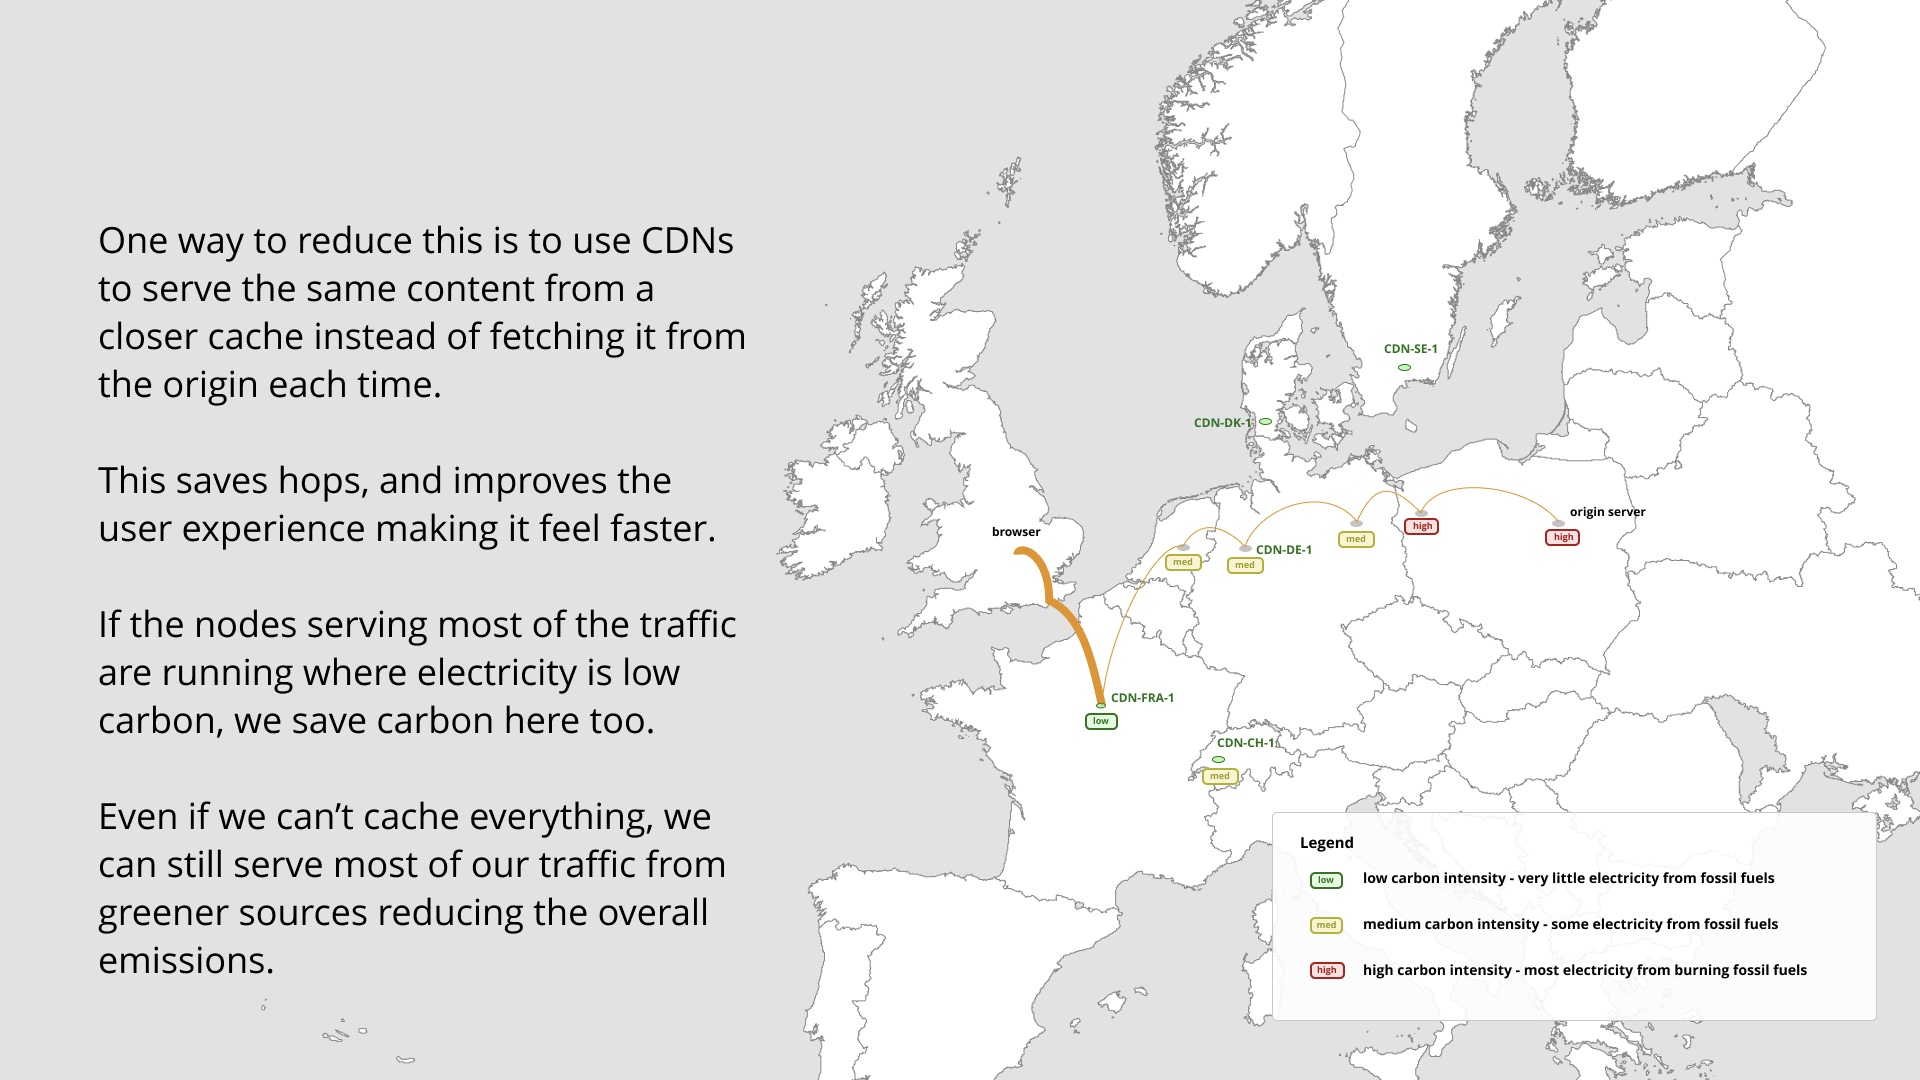 One way to reduce this is to use CDNs
to serve the same content from a
closer cache instead of fetching it from
the origin each time.
This saves hops, and improves the
user experience making it feel faster.
If the nodes serving most of the traffic
are running where electricity is low
carbon, we save carbon here too.
Even if we can’t cache everything, we
can still serve most of our traffic from
greener sources reducing the overall
emissions.
CDN-SE-1
CDN-DK-1
origin server
browser
high
high
med
CDN-DE-1
med
med
CDN-FRA-1
low
CDN-CH-1
med
Legend
low low carbon intensity - very little electricity from fossil fuels
med medium carbon intensity - some electricity from fossil fuels
high high carbon intensity - most electricity from burning fossil fuels